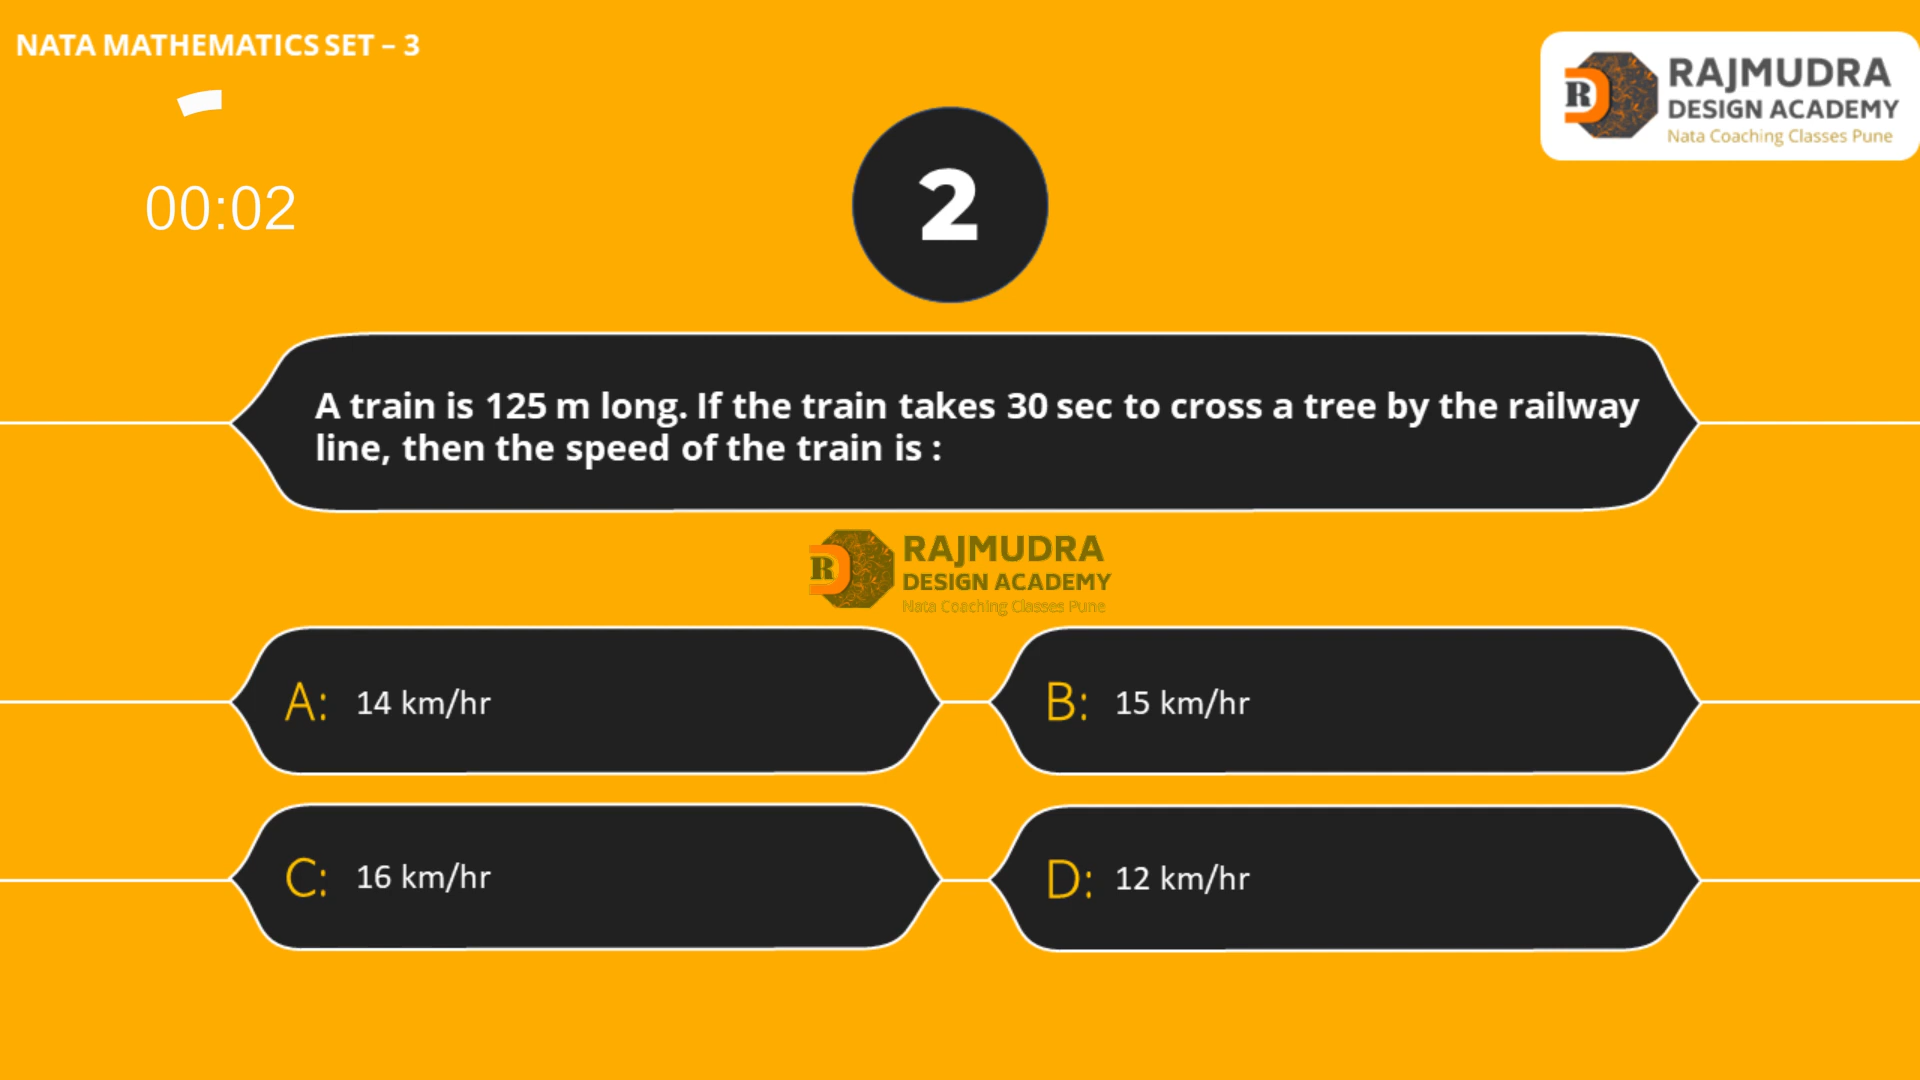 NATA MATHEMATICS SET – 3
R
RAJMUDRA
DESIGN ACADEMY
Nata Coaching Classes Pune
00:02
2
A train is 125 m long. If the train takes 30 sec to cross a tree by the railway
line, then the speed of the train is :
R
RAJMUDRA
DESIGN ACADEMY
Nata Coaching Classes Pune
A: 14 km/hr
B: 15 km/hr
C: 16 km/hr
D: 12 km/hr